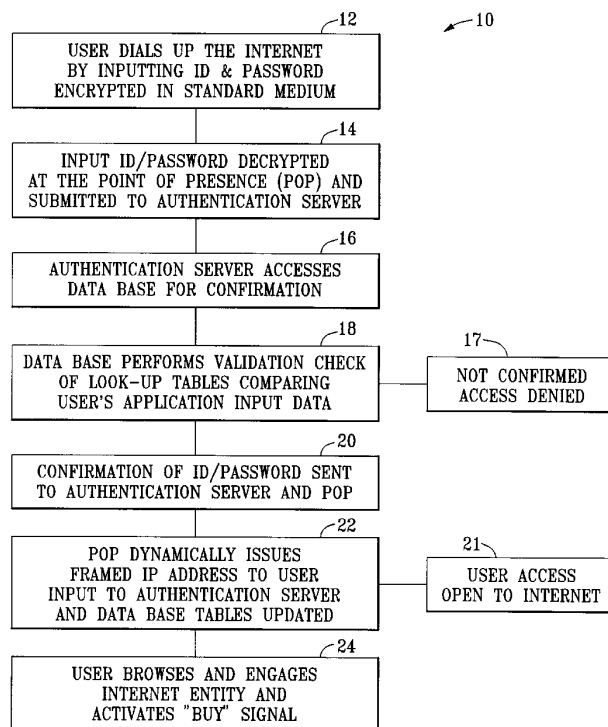 10
12
USER DIALS UP THE INTERNET
BY INPUTTING ID & PASSWORD
ENCRYPTED IN STANDARD MEDIUM
14
INPUT ID/PASSWORD DECRYPTED
AT THE POINT OF PRESENCE (POP) AND
SUBMITTED TO AUTHENTICATION SERVER
16
AUTHENTICATION SERVER ACCESSES
DATA BASE FOR CONFIRMATION
18
DATA BASE PERFORMS VALIDATION CHECK
OF LOOK-UP TABLES COMPARING
USER'S APPLICATION INPUT DATA
17
NOT CONFIRMED
ACCESS DENIED
20
CONFIRMATION OF ID/PASSWORD SENT
TO AUTHENTICATION SERVER AND POP
22
POP DYNAMICALLY ISSUES
FRAMED IP ADDRESS TO USER
INPUT TO AUTHENTICATION SERVER
AND DATA BASE TABLES UPDATED
21
USER ACCESS
OPEN TO INTERNET
24
USER BROWSES AND ENGAGES
INTERNET ENTITY AND
ACTIVATES "BUY" SIGNAL